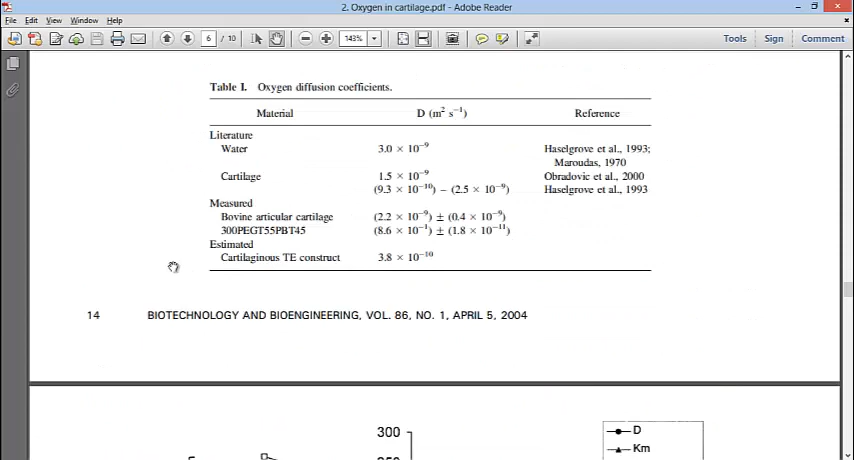 2. Oxygen in cartilage.pdf - Adobe Reader
File Edit View Window Help
6 / 10 143% Tools Sign Comment
Table I. Oxygen diffusion coefficients.
Material D (m² s⁻¹) Reference
Literature
Water 3.0 × 10⁻⁹ Haselgrove et al., 1993;
Maroudas, 1970
Cartilage 1.5 × 10⁻⁹ Obradovic et al., 2000
(9.3 × 10⁻¹⁰) − (2.5 × 10⁻⁹) Haselgrove et al., 1993
Measured
Bovine articular cartilage (2.2 × 10⁻⁹) ± (0.4 × 10⁻⁹)
300PEGT55PBT45 (8.6 × 10⁻¹) ± (1.8 × 10⁻¹¹)
Estimated
Cartilaginous TE construct 3.8 × 10⁻¹⁰
14 BIOTECHNOLOGY AND BIOENGINEERING, VOL. 86, NO. 1, APRIL 5, 2004
300 D
Km